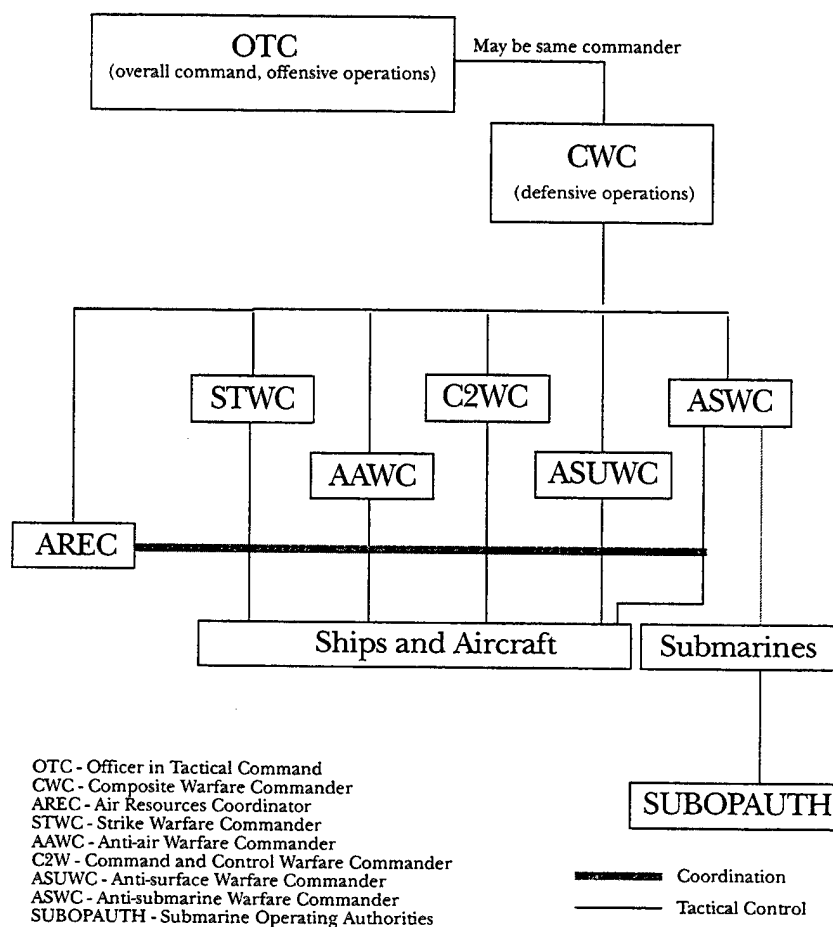 OTC
(overall command, offensive operations)
May be same commander
CWC
(defensive operations)
STWC
C2WC
ASWC
AAWC
ASUWC
AREC
Ships and Aircraft
Submarines
SUBOPAUTH
OTC - Officer in Tactical Command
CWC - Composite Warfare Commander
AREC - Air Resources Coordinator
STWC - Strike Warfare Commander
AAWC - Anti-air Warfare Commander
C2W - Command and Control Warfare Commander
ASUWC - Anti-surface Warfare Commander
ASWC - Anti-submarine Warfare Commander
SUBOPAUTH - Submarine Operating Authorities
Coordination
Tactical Control